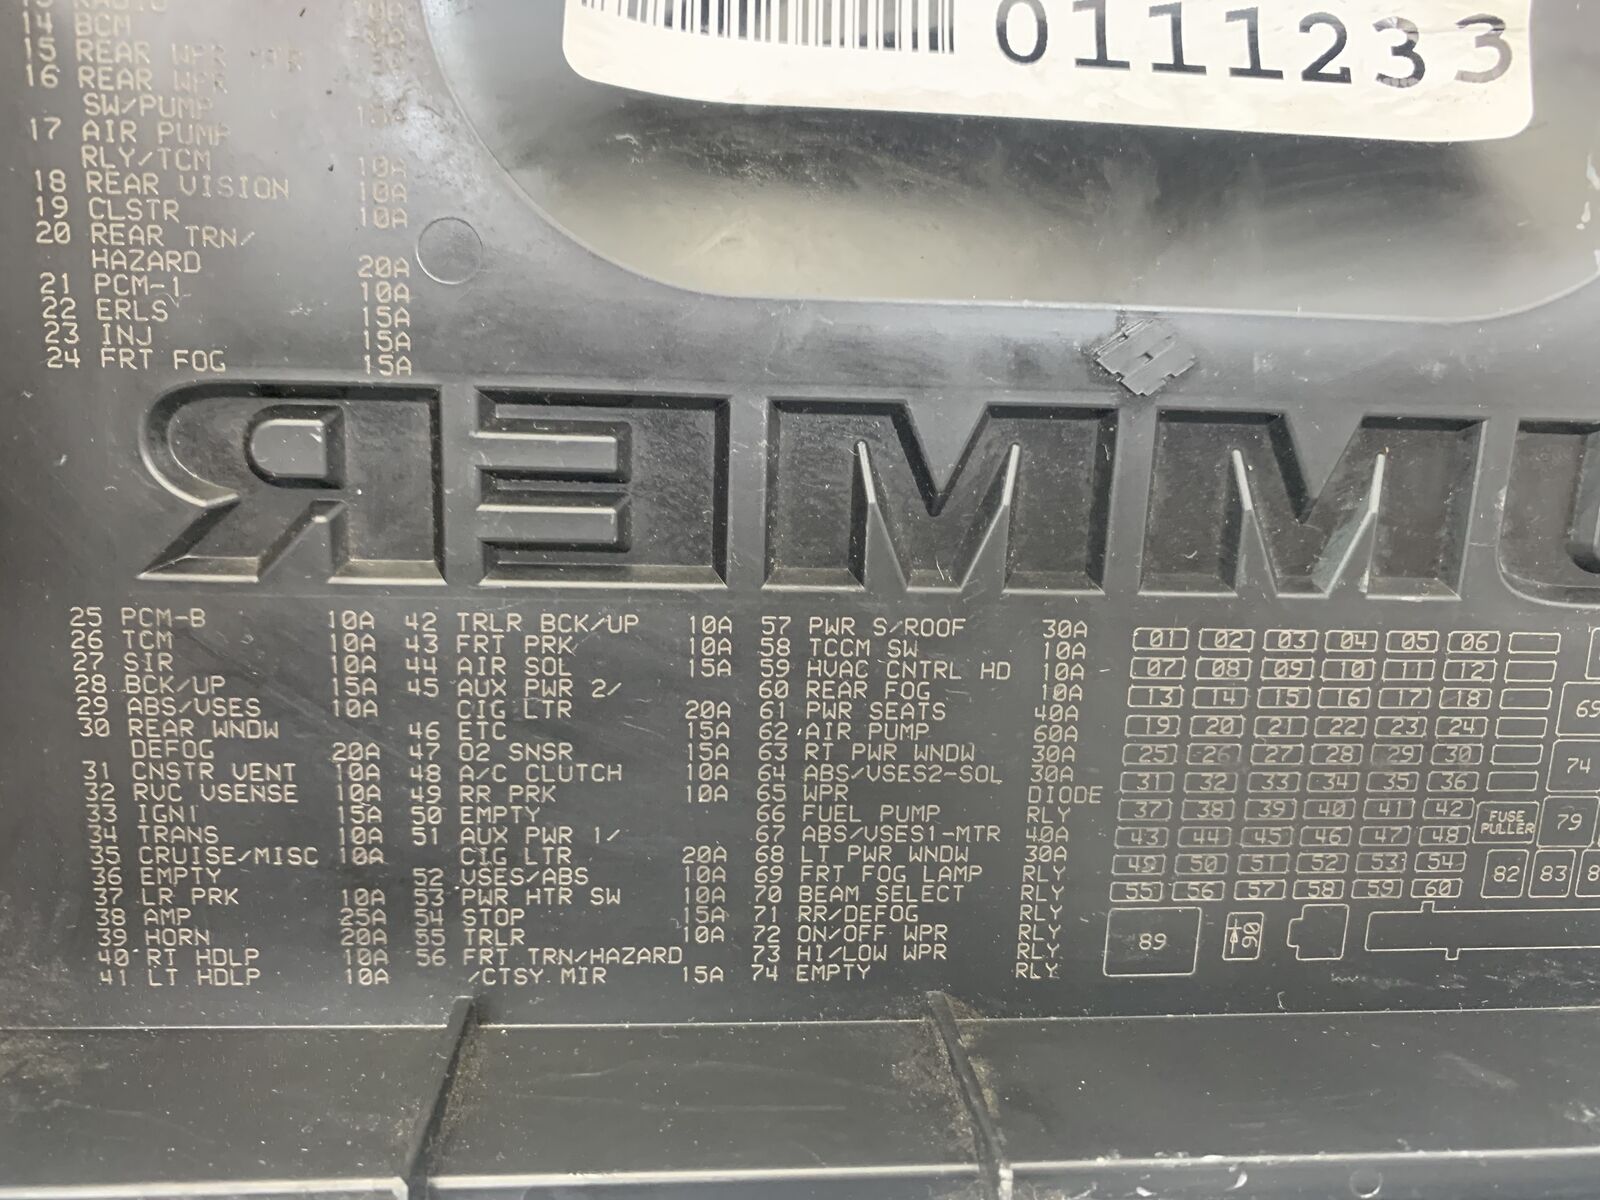 14 BCM
15 REAR
16 REAR WPR
SW/PUMP
17 AIR PUMP
RLY/TCM 10A
18 REAR VISION 10A
19 CLSTR 10A
20 REAR TRN/
HAZARD 20A
21 PCM-1 10A
22 ERLS 15A
23 INJ 15A
24 FRT FOG 15A
0111233
REMMU
25 PCM-B 10A
26 TCM 10A
27 SIR 10A
28 BCK/UP 15A
29 ABS/VSES 10A
30 REAR WNDW
DEFOG 20A
31 CNSTR VENT 10A
32 RVC VSENSE 10A
33 IGN1 15A
34 TRANS 10A
35 CRUISE/MISC 10A
36 EMPTY
37 LR PRK 10A
38 AMP 25A
39 HORN 20A
40 RT HDLP 10A
41 LT HDLP 10A
42 TRLR BCK/UP 10A
43 FRT PRK 10A
44 AIR SOL 15A
45 AUX PWR 2/
CIG LTR 20A
46 ETC 15A
47 O2 SNSR 15A
48 A/C CLUTCH 10A
49 RR PRK 10A
50 EMPTY
51 AUX PWR 1/
CIG LTR 20A
52 VSES/ABS 10A
53 PWR HTR SW 10A
54 STOP 15A
55 TRLR 10A
56 FRT TRN/HAZARD
/CTSY MIR 15A
57 PWR S/ROOF 30A
58 TCCM SW 10A
59 HVAC CNTRL HD 10A
60 REAR FOG 10A
61 PWR SEATS 40A
62 AIR PUMP 60A
63 RT PWR WNDW 30A
64 ABS/VSES2-SOL 30A
65 WPR DIODE
66 FUEL PUMP RLY
67 ABS/VSES1-MTR 40A
68 LT PWR WNDW 30A
69 FRT FOG LAMP RLY
70 BEAM SELECT RLY
71 RR/DEFOG RLY
72 ON/OFF WPR RLY
73 HI/LOW WPR RLY
74 EMPTY RLY
01 02 03 04 05 06
07 08 09 10 11 12
13 14 15 16 17 18
19 20 21 22 23 24
25 26 27 28 29 30
31 32 33 34 35 36
37 38 39 40 41 42
43 44 45 46 47 48
49 50 51 52 53 54
55 56 57 58 59 60
69
74
FUSE
PULLER
79
82 83
89
90